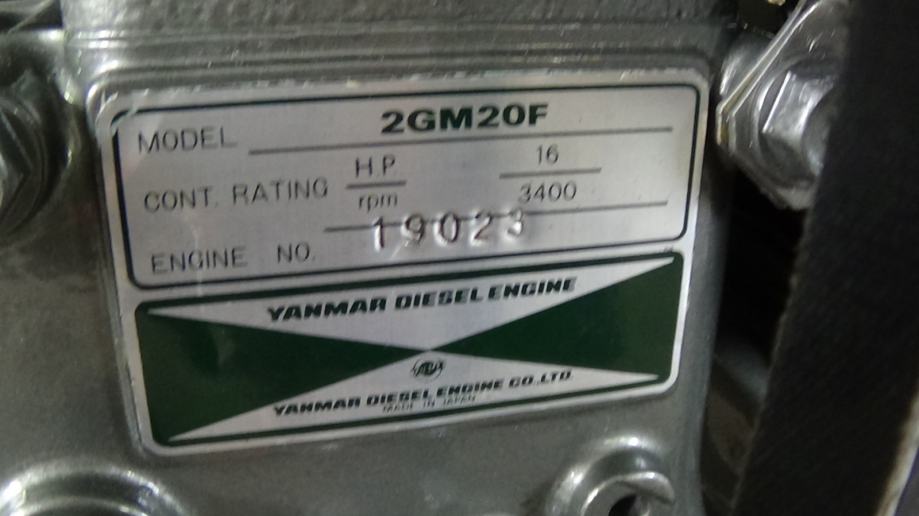 MODEL 2GM20F
CONT. RATING H.P 16
rpm 3400
ENGINE NO. 19023
YANMAR DIESEL ENGINE
YANMAR DIESEL ENGINE CO.,LTD.
MADE IN JAPAN